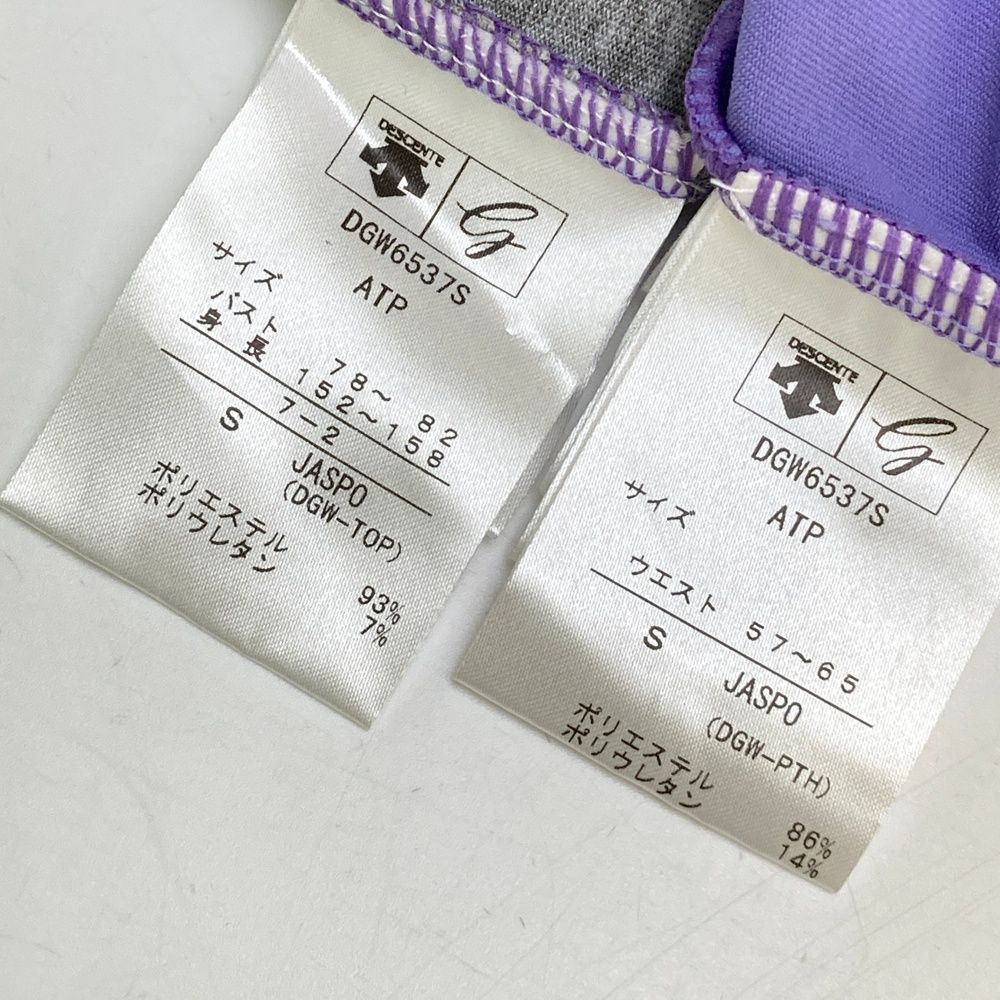 DESCENTE
G
DGW6537S
ATP
サイズ
バスト 78～ 82
身長 152～158
7-2
S JASPO
(DGW-TOP)
ポリエステル 93%
ポリウレタン 7%
DESCENTE
G
DGW6537S
ATP
サイズ
ウエスト 57～65
S JASPO
(DGW-PTH)
ポリエステル 86%
ポリウレタン 14%